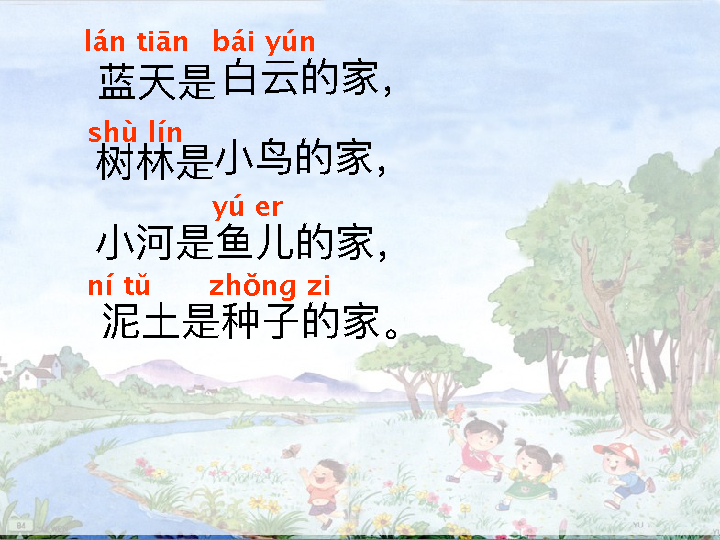 lán tiān bái yún
蓝天是白云的家，
shù lín
树林是小鸟的家，
yú er
小河是鱼儿的家，
ní tǔ zhǒng zi
泥土是种子的家。
84